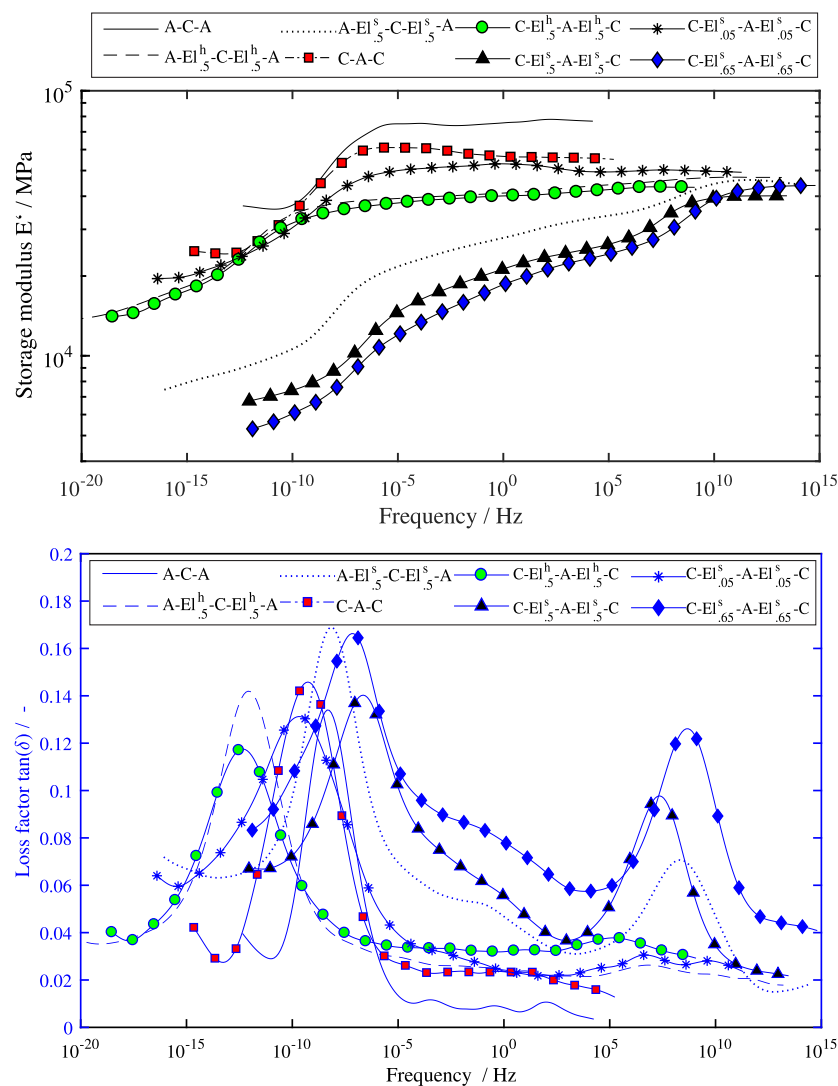 A-C-A A-El^s_.5-C-El^s_.5-A C-El^h_.5-A-El^h_.5-C C-El^s_.05-A-El^s_.05-C
A-El^h_.5-C-El^h_.5-A C-A-C C-El^s_.5-A-El^s_.5-C C-El^s_.65-A-El^s_.65-C
10^5
10^4
Storage modulus E‘ / MPa
10^-20 10^-15 10^-10 10^-5 10^0 10^5 10^10 10^15
Frequency / Hz
A-C-A A-El^s_.5-C-El^s_.5-A C-El^h_.5-A-El^h_.5-C C-El^s_.05-A-El^s_.05-C
A-El^h_.5-C-El^h_.5-A C-A-C C-El^s_.5-A-El^s_.5-C C-El^s_.65-A-El^s_.65-C
0.2
0.18
0.16
0.14
0.12
0.1
0.08
0.06
0.04
0.02
0
Loss factor tan(δ) / -
10^-20 10^-15 10^-10 10^-5 10^0 10^5 10^10 10^15
Frequency / Hz